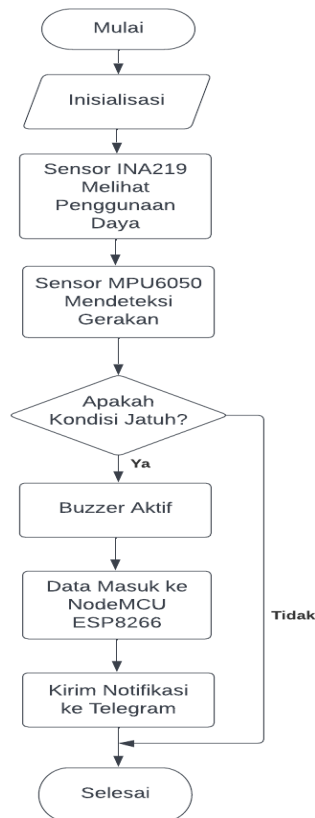 Mulai
Inisialisasi
Sensor INA219
Melihat
Penggunaan
Daya
Sensor MPU6050
Mendeteksi
Gerakan
Apakah
Kondisi Jatuh?
Ya
Buzzer Aktif
Data Masuk ke
NodeMCU
ESP8266
Tidak
Kirim Notifikasi
ke Telegram
Selesai